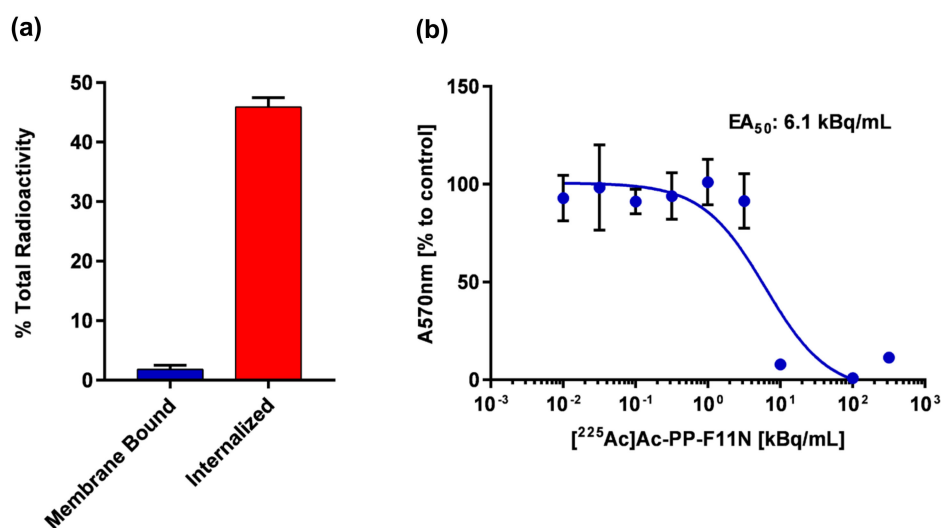 (a)
% Total Radioactivity
50
40
30
20
10
0
Membrane Bound
Internalized
(b)
A570nm [% to control]
150
100
50
0
EA₅₀: 6.1 kBq/mL
10⁻³ 10⁻² 10⁻¹ 10⁰ 10¹ 10² 10³
[²²⁵Ac]Ac-PP-F11N [kBq/mL]